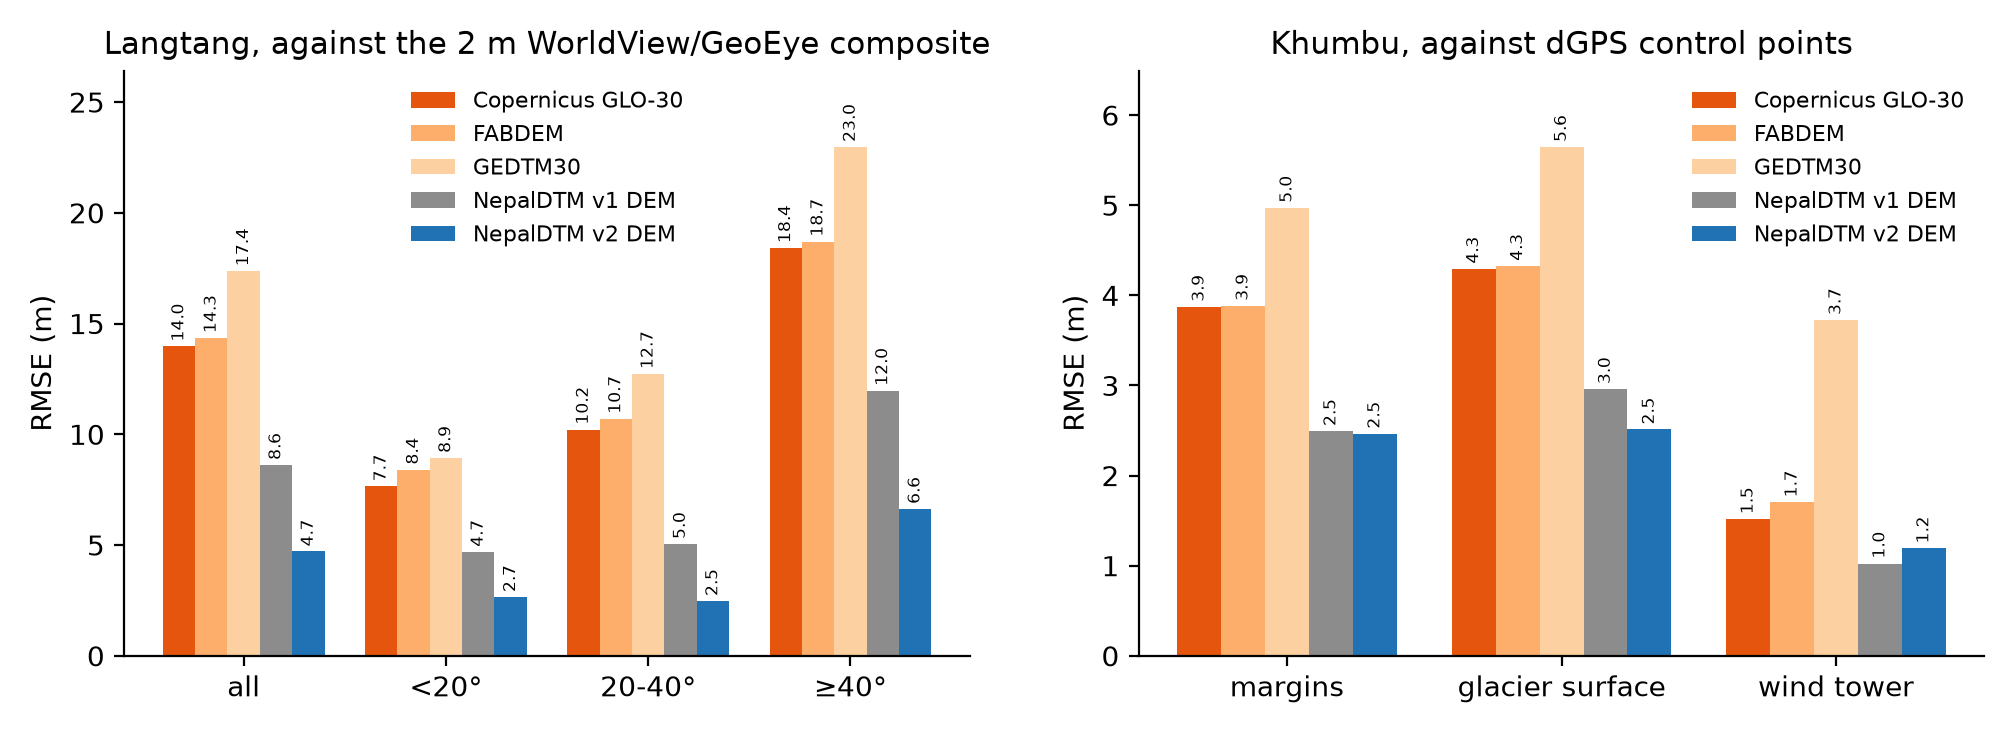 Langtang, against the 2 m WorldView/GeoEye composite
RMSE (m)
25
20
15
10
5
0
Copernicus GLO-30
FABDEM
GEDTM30
NepalDTM v1 DEM
NepalDTM v2 DEM
14.0 14.3 17.4 8.6 4.7
7.7 8.4 8.9 4.7 2.7
10.2 10.7 12.7 5.0 2.5
18.4 18.7 23.0 12.0 6.6
all <20° 20-40° ≥40°
Khumbu, against dGPS control points
RMSE (m)
6
5
4
3
2
1
0
Copernicus GLO-30
FABDEM
GEDTM30
NepalDTM v1 DEM
NepalDTM v2 DEM
3.9 3.9 5.0 2.5 2.5
4.3 4.3 5.6 3.0 2.5
1.5 1.7 3.7 1.0 1.2
margins glacier surface wind tower